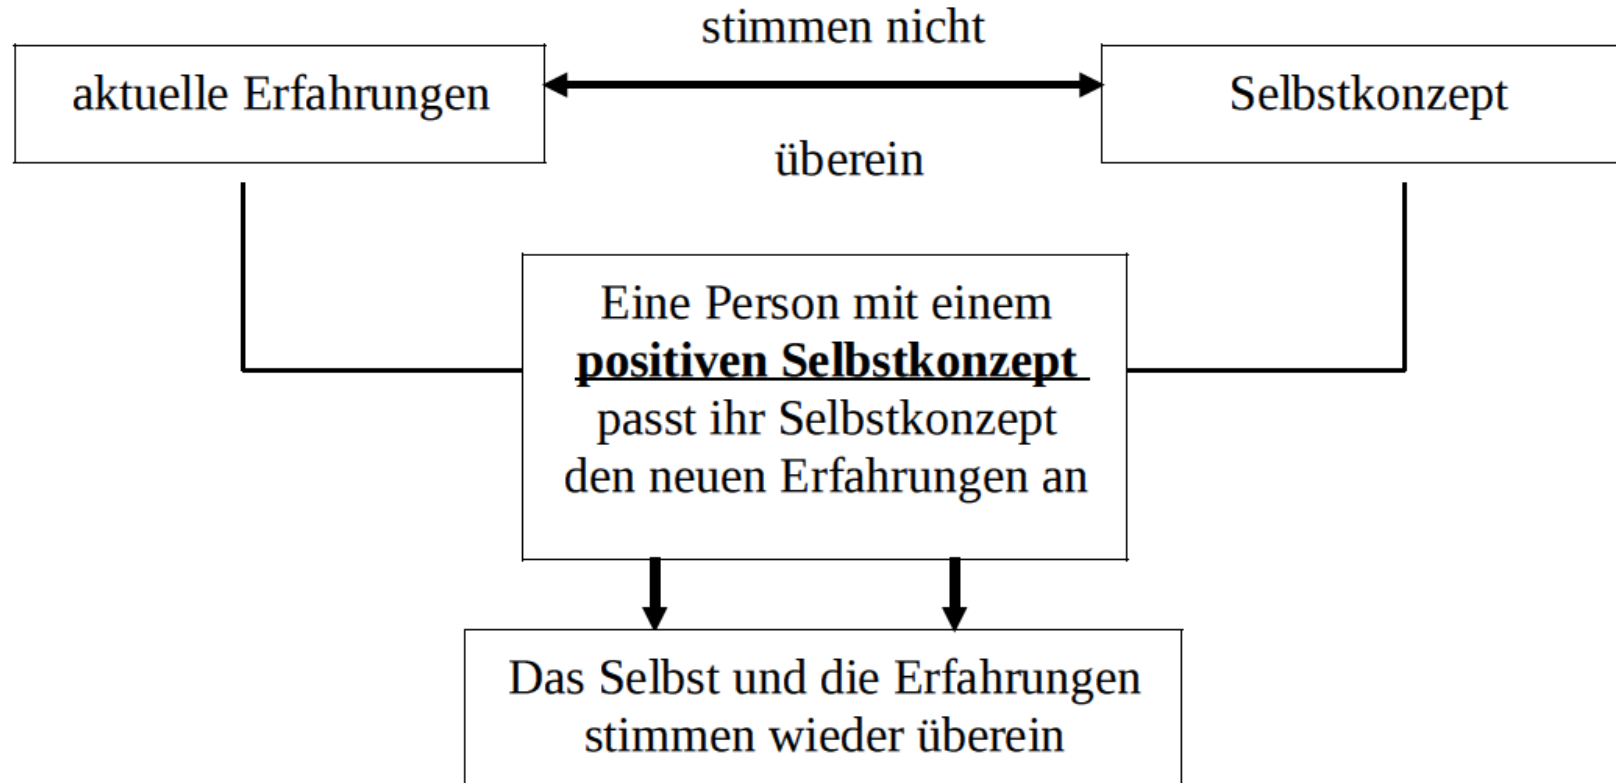 stimmen nicht
aktuelle Erfahrungen
Selbstkonzept
überein
Eine Person mit einem
positiven Selbstkonzept
passt ihr Selbstkonzept
den neuen Erfahrungen an
Das Selbst und die Erfahrungen
stimmen wieder überein